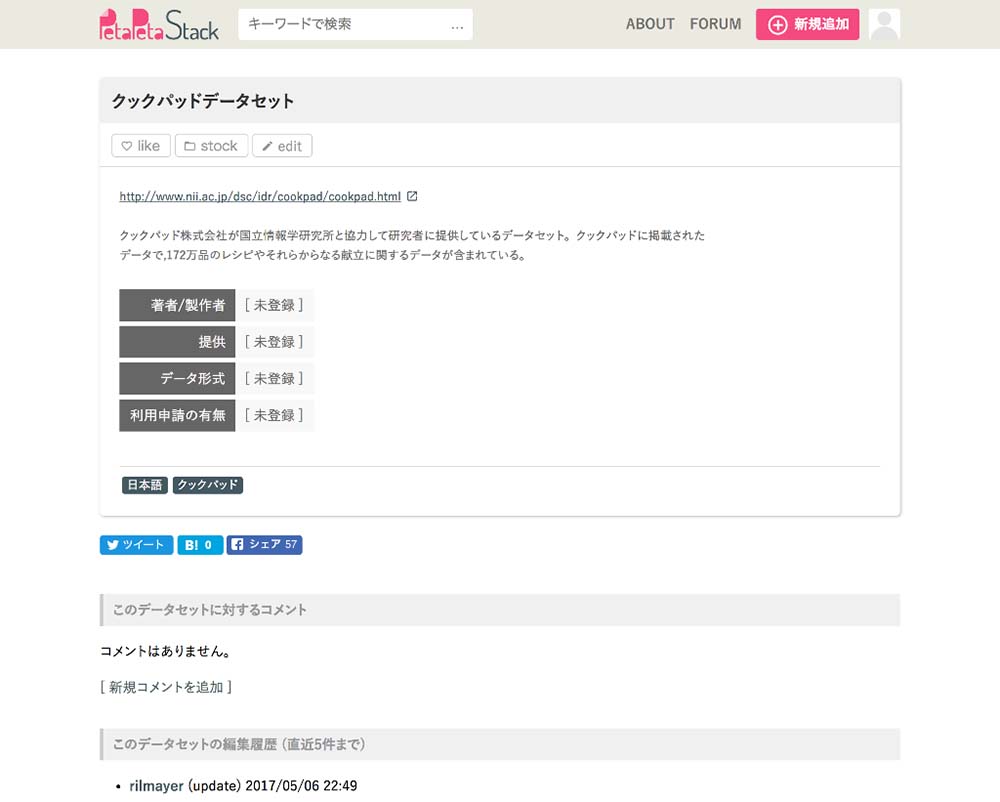 PetaPeta Stack
キーワードで検索
...
ABOUT
FORUM
新規追加
クックパッドデータセット
like
stock
edit
http://www.nii.ac.jp/dsc/idr/cookpad/cookpad.html
クックパッド株式会社が国立情報学研究所と協力して研究者に提供しているデータセット。クックパッドに掲載された
データで,172万品のレシピやそれらからなる献立に関するデータが含まれている。
著者/製作者 [ 未登録 ]
提供 [ 未登録 ]
データ形式 [ 未登録 ]
利用申請の有無 [ 未登録 ]
日本語 クックパッド
ツイート B! 0 シェア 57
このデータセットに対するコメント
コメントはありません。
[ 新規コメントを追加 ]
このデータセットの編集履歴（直近5件まで）
• rilmayer (update) 2017/05/06 22:49